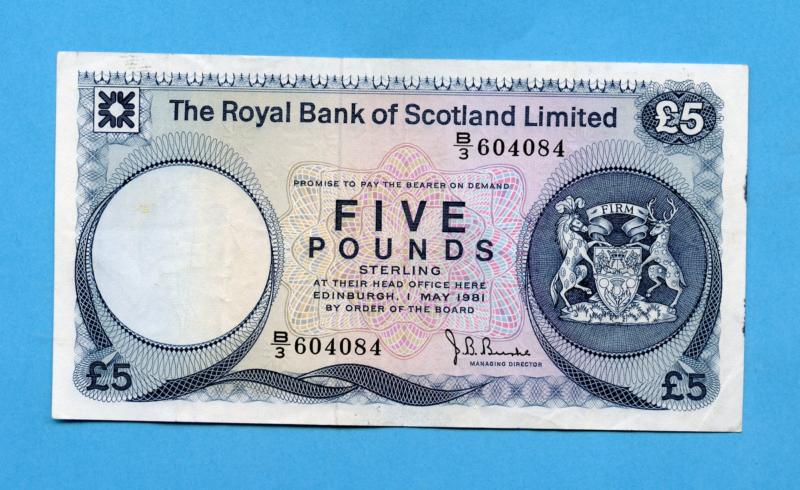 The Royal Bank of Scotland Limited
£5
B/3 604084
PROMISE TO PAY THE BEARER ON DEMAND
FIVE
POUNDS
STERLING
AT THEIR HEAD OFFICE HERE
EDINBURGH, 1 MAY 1981
BY ORDER OF THE BOARD
FIRM
B/3 604084
J. B. Burke
MANAGING DIRECTOR
£5
£5